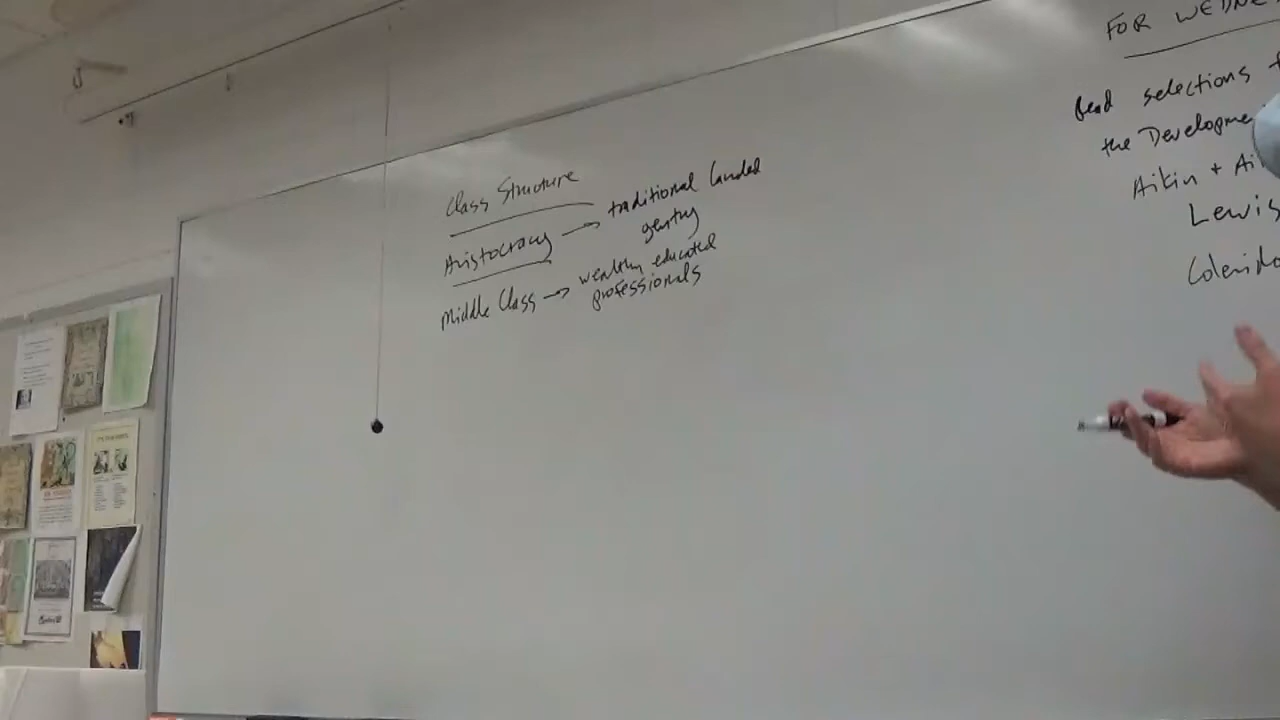 Class Structure
Aristocracy → traditional landed
gentry
Middle Class → wealthy educated
professionals
FOR WEDNE
Read selections f
the Developme
Aikin + Ai
Lewis
Colerid